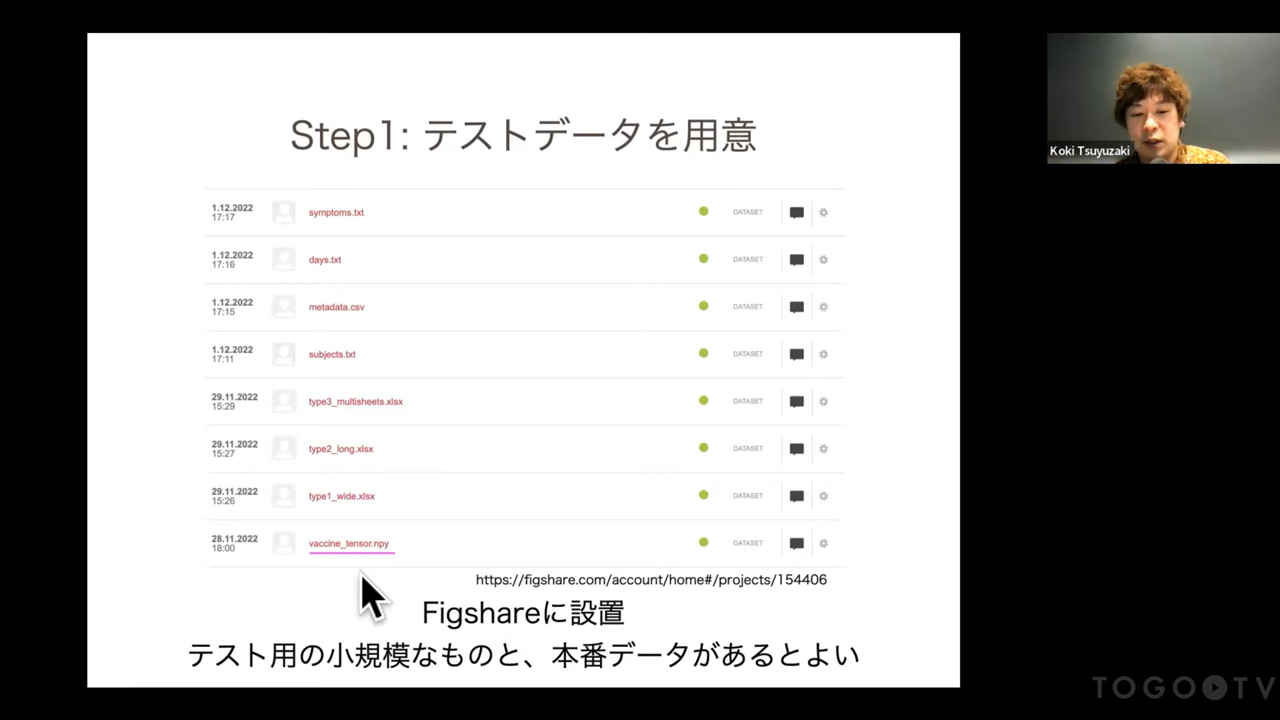 Step1: テストデータを用意
1.12.2022
17:17
symptoms.txt
DATASET
1.12.2022
17:16
days.txt
DATASET
1.12.2022
17:15
metadata.csv
DATASET
1.12.2022
17:11
subjects.txt
DATASET
29.11.2022
15:29
type3_multisheets.xlsx
DATASET
29.11.2022
15:27
type2_long.xlsx
DATASET
29.11.2022
15:26
type1_wide.xlsx
DATASET
28.11.2022
18:00
vaccine_tensor.npy
DATASET
https://figshare.com/account/home#/projects/154406
Figshareに設置
テスト用の小規模なものと、本番データがあるとよい
Koki Tsuyuzaki
TOGO TV